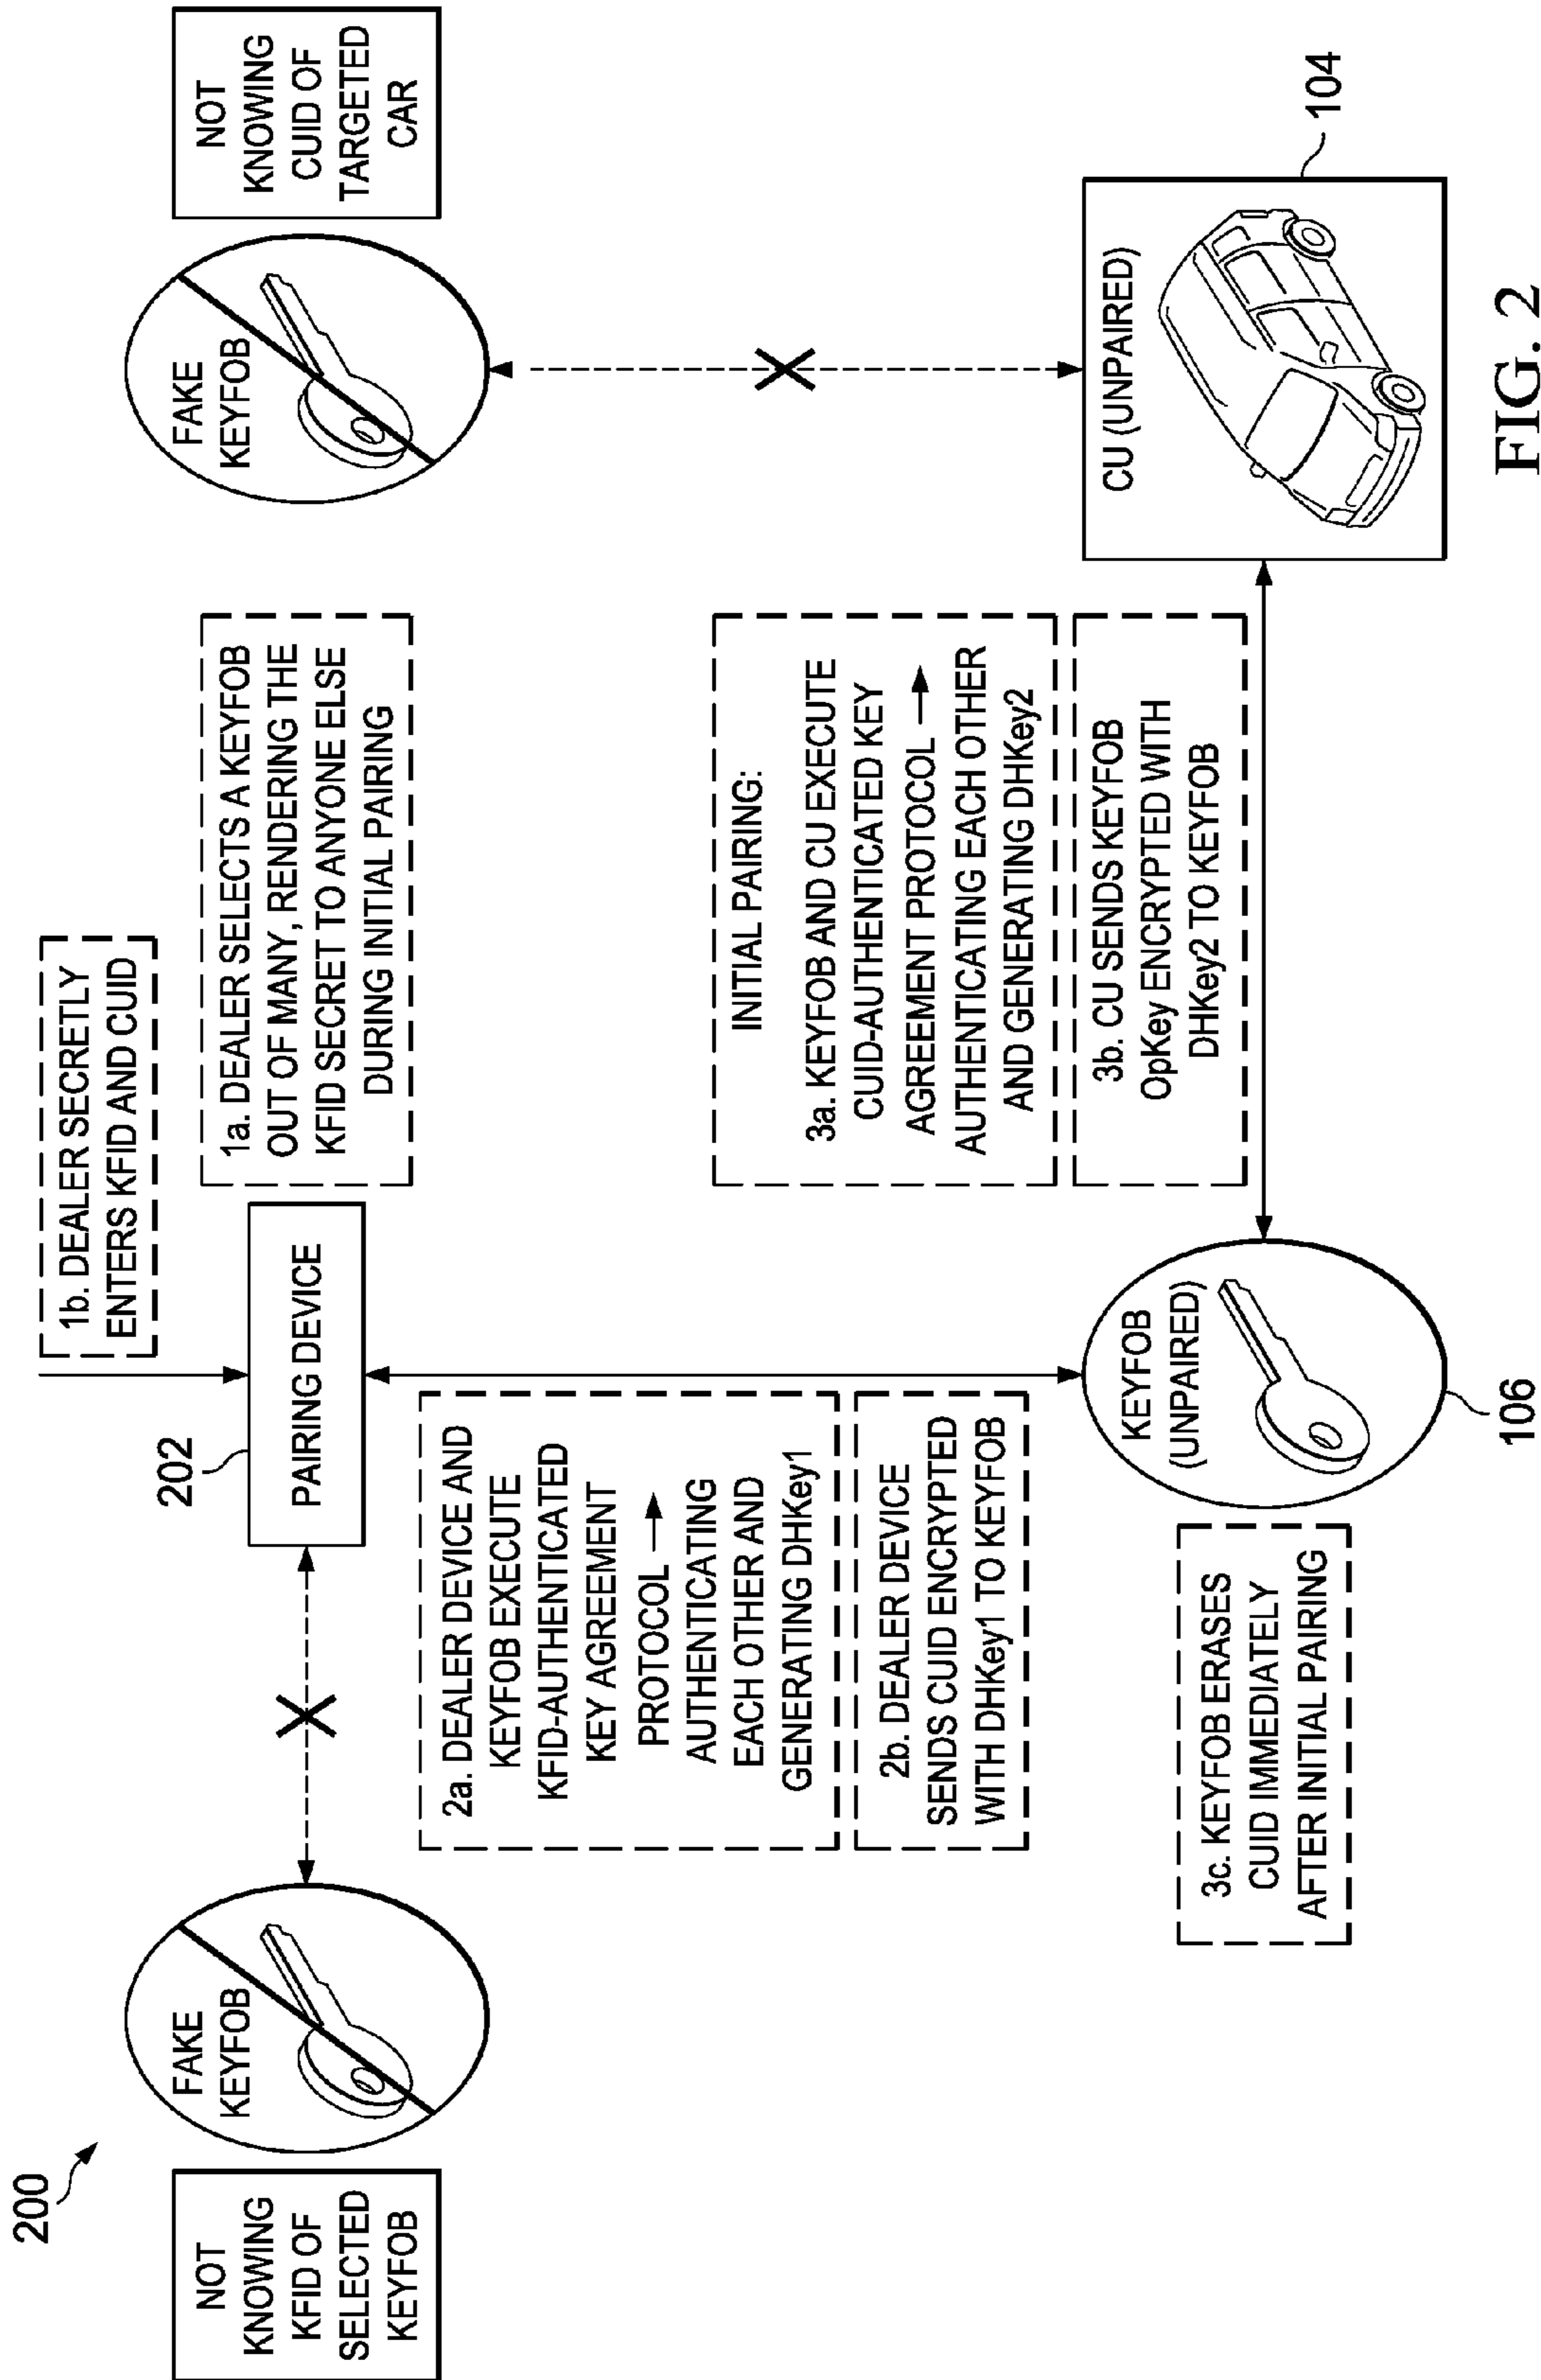 200
NOT
KNOWING
KFID OF
SELECTED
KEYFOB
FAKE
KEYFOB
202
PAIRING DEVICE
1b. DEALER SECRETLY
ENTERS KFID AND CUID
1a. DEALER SELECTS A KEYFOB
OUT OF MANY, RENDERING THE
KFID SECRET TO ANYONE ELSE
DURING INITIAL PAIRING
FAKE
KEYFOB
NOT
KNOWING
CUID OF
TARGETED
CAR
2a. DEALER DEVICE AND
KEYFOB EXECUTE
KFID-AUTHENTICATED
KEY AGREEMENT
PROTOCOL →
AUTHENTICATING
EACH OTHER AND
GENERATING DHKey1
2b. DEALER DEVICE
SENDS CUID ENCRYPTED
WITH DHKey1 TO KEYFOB
INITIAL PAIRING:
3a. KEYFOB AND CU EXECUTE
CUID-AUTHENTICATED KEY
AGREEMENT PROTOCOL →
AUTHENTICATING EACH OTHER
AND GENERATING DHKey2
3b. CU SENDS KEYFOB
OpKey ENCRYPTED WITH
DHKey2 TO KEYFOB
3c. KEYFOB ERASES
CUID IMMEDIATELY
AFTER INITIAL PAIRING
KEYFOB
(UNPAIRED)
106
CU (UNPAIRED))
104
FIG. 2